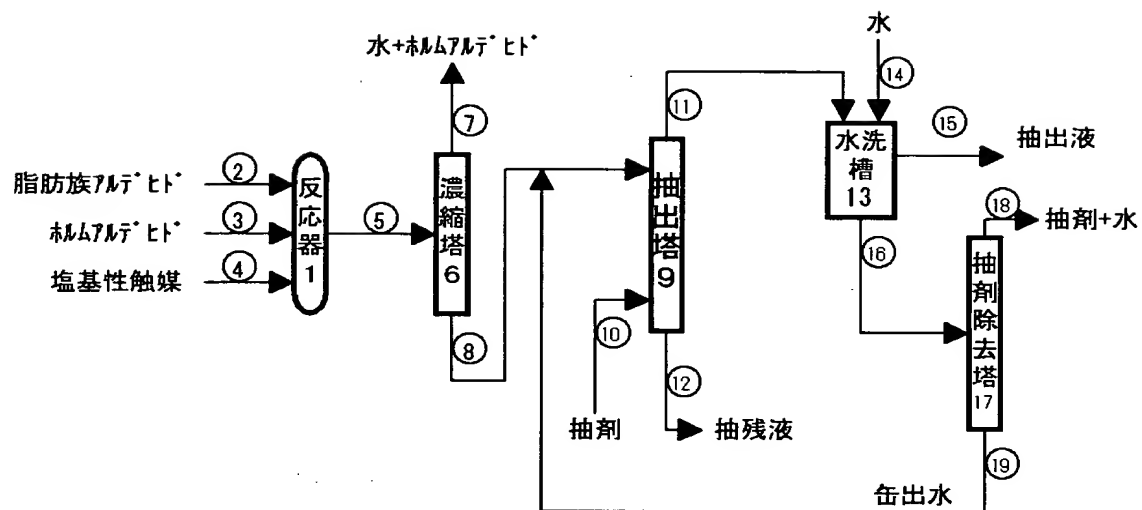 水
水+ホルムアルデヒド
⑦
⑪
⑭
⑮
抽出液
水洗
槽
13
脂肪族アルデヒド
②
ホルムアルデヒド
③
塩基性触媒
④
反応器1
⑤
濃縮塔6
⑧
抽出塔9
⑩
抽剤
⑫
抽残液
⑯
⑱
抽剤+水
抽剤除去塔17
⑲
缶出水